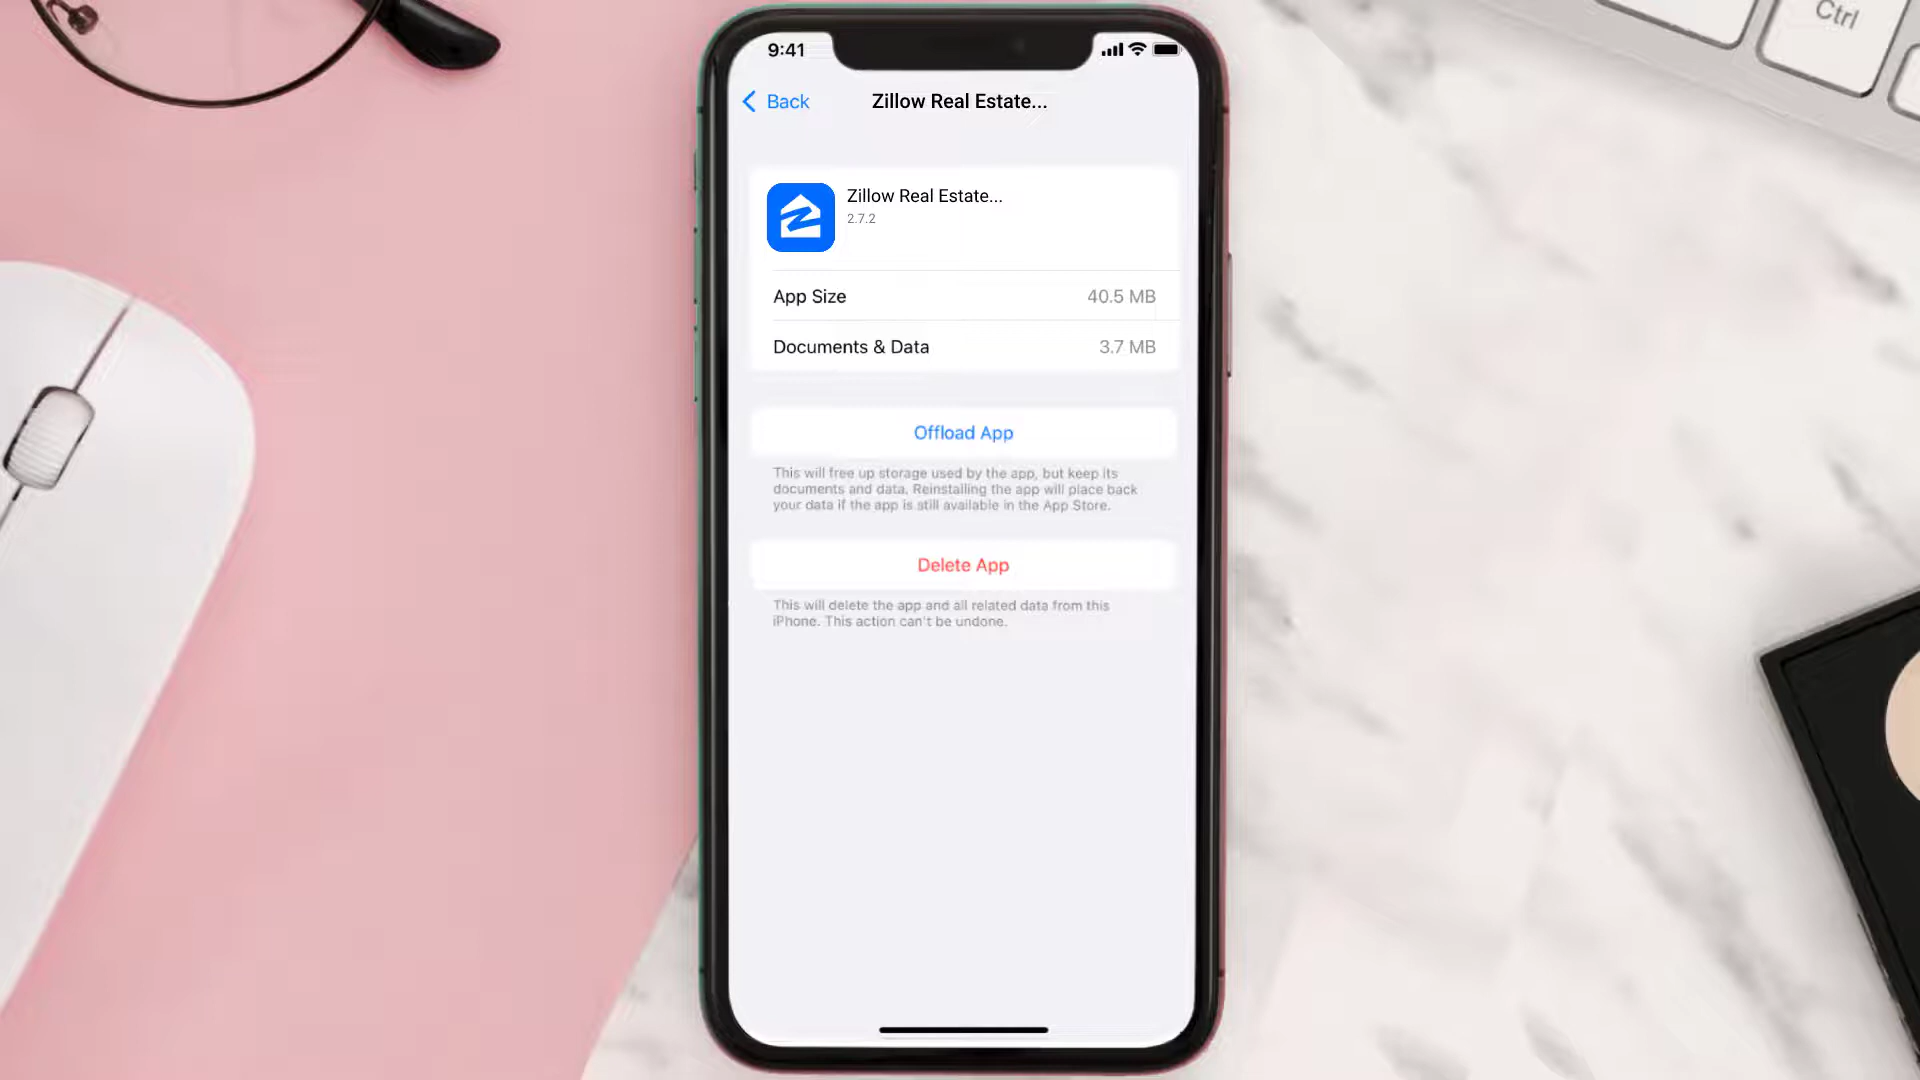 Ctrl
9:41
Back
Zillow Real Estate...
Zillow Real Estate...
2.7.2
App Size 40.5 MB
Documents & Data 3.7 MB
Offload App
This will free up storage used by the app, but keep its
documents and data. Reinstalling the app will place back
your data if the app is still available in the App Store.
Delete App
This will delete the app and all related data from this
iPhone. This action can't be undone.